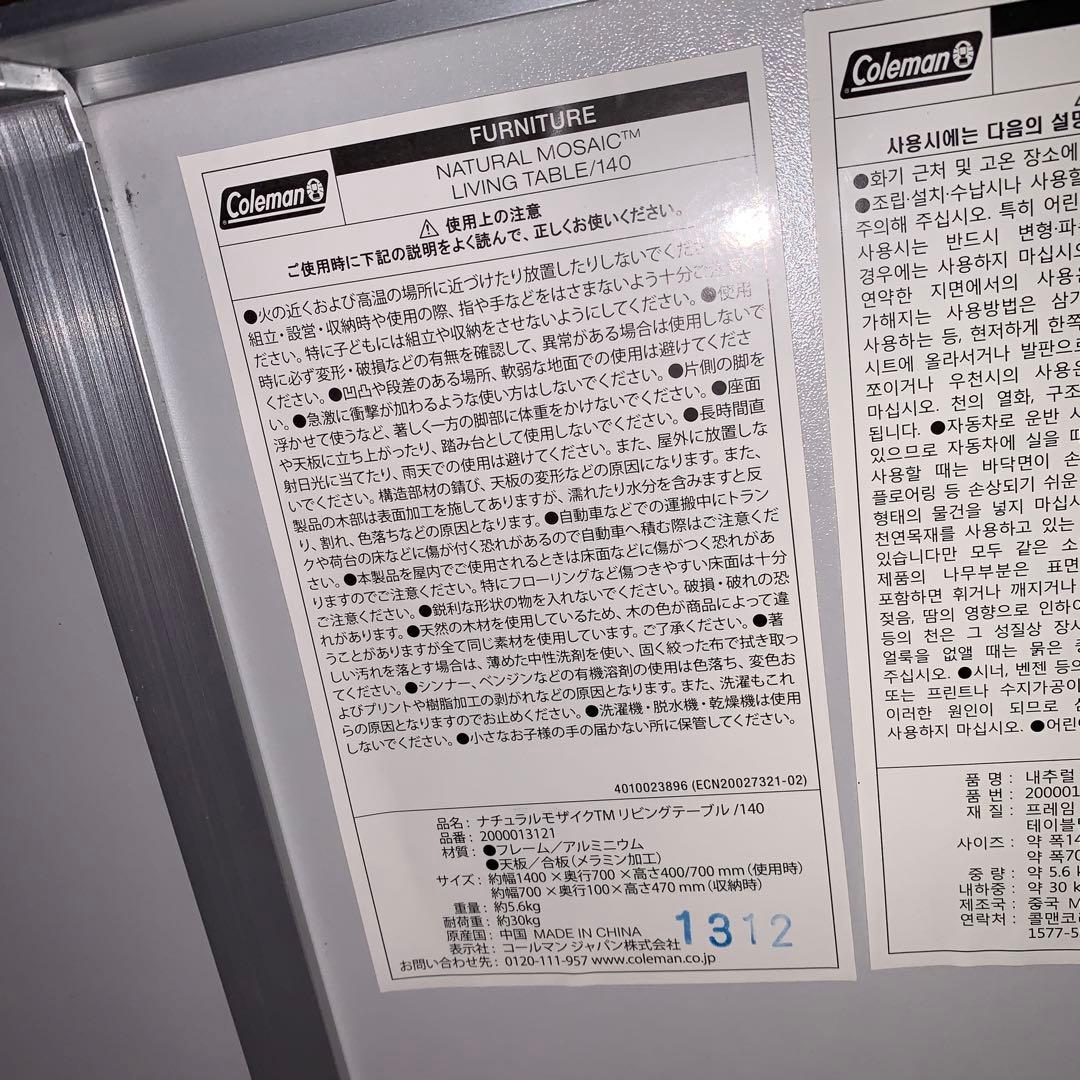 Coleman
FURNITURE
NATURAL MOSAIC™
LIVING TABLE/140
⚠ 使用上の注意
ご使用時に下記の説明をよく読んで、正しくお使いください。
●火の近くおよび高温の場所に近づけたり放置したりしないでくださ
組立・設営・収納時や使用の際、指や手などをはさまないよう十分ご
ださい。特に子どもには組立や収納をさせないようにしてください。●使用
時に必ず変形・破損などの有無を確認して、異常がある場合は使用しないで
ください。●凹凸や段差のある場所、軟弱な地面での使用は避けてくださ
い。●急激に衝撃が加わるような使い方はしないでください。●片側の脚を
浮かせて使うなど、著しく一方の脚部に体重をかけないでください。●座面
や天板に立ち上がったり、踏み台として使用しないでください。●長時間直
射日光に当てたり、雨天での使用は避けてください。また、屋外に放置しな
いでください。構造部材の錆び、天板の変形などの原因になります。また、
製品の木部は表面加工を施してありますが、濡れたり水分を含みますと反
り、割れ、色落ちなどの原因となります。●自動車などでの運搬中にトラン
クや荷台の床などに傷が付く恐れがあるので自動車へ積む際はご注意くだ
さい。●本製品を屋内でご使用されるときは床面などに傷がつく恐れがあ
りますのでご注意ください。特にフローリングなど傷つきやすい床面は十分
ご注意ください。●鋭利な形状の物を入れないでください。破損・破れの恐
れがあります。●天然の木材を使用しているため、木の色が商品によって違
うことがありますが全て同じ素材を使用しています。ご了承ください。●著
しい汚れを落とす場合は、薄めた中性洗剤を使い、固く絞った布で拭き取っ
てください。●シンナー、ベンジンなどの有機溶剤の使用は色落ち、変色お
よびプリントや樹脂加工の剥がれなどの原因となります。また、洗濯もこれ
らの原因となりますのでお止めください。●洗濯機・脱水機・乾燥機は使用
しないでください。●小さなお子様の手の届かない所に保管してください。
4010023896 (ECN20027321-02)
品名：ナチュラルモザイクTMリビングテーブル /140
品番：2000013121
材質：●フレーム／アルミニウム
●天板／合板（メラミン加工）
サイズ：約幅1400×奥行700×高さ400/700 mm（使用時）
約幅700×奥行100×高さ470 mm（収納時）
重量：約5.6kg
耐荷重：約30kg
原産国：中国 MADE IN CHINA
表示社：コールマン ジャパン株式会社
1312
お問い合わせ先：0120-111-957 www.coleman.co.jp
Coleman
사용시에는 다음의 설명
●화기 근처 및 고온 장소에
●조립·설치·수납시나 사용할
주의해 주십시오. 특히 어린
사용시는 반드시 변형·파
경우에는 사용하지 마십시오
연약한 지면에서의 사용
가해지는 사용방법은 삼가
사용하는 등, 현저하게 한쪽
시트에 올라서거나 발판으로
쪼이거나 우천시의 사용은
마십시오. 천의 열화, 구조
됩니다. ●자동차로 운반 시
있으므로 자동차에 실을 때
사용할 때는 바닥면이 손
플로어링 등 손상되기 쉬운
형태의 물건을 넣지 마십시
천연목재를 사용하고 있는
있습니다만 모두 같은 소
제품의 나무부분은 표면
포함하면 휘거나 깨지거나
젖음, 땀의 영향으로 인하여
등의 천은 그 성질상 장시
얼룩을 없앨 때는 묽은 중
주십시오. ●시너, 벤젠 등의
또는 프린트나 수지가공이
이러한 원인이 되므로 삼
사용하지 마십시오. ●어린이
品 명： 내추럴
품 번： 200001
재 질： 프레임
테이블
사이즈： 약 폭14
약 폭70
중 량： 약 5.6 k
내하중： 약 30 k
제조국： 중국 M
연락처： 콜맨코
1577-5